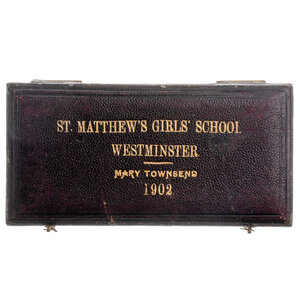 ST. MATTHEW'S GIRLS' SCHOOL.
WESTMINSTER
MARY TOWNSEND
1902